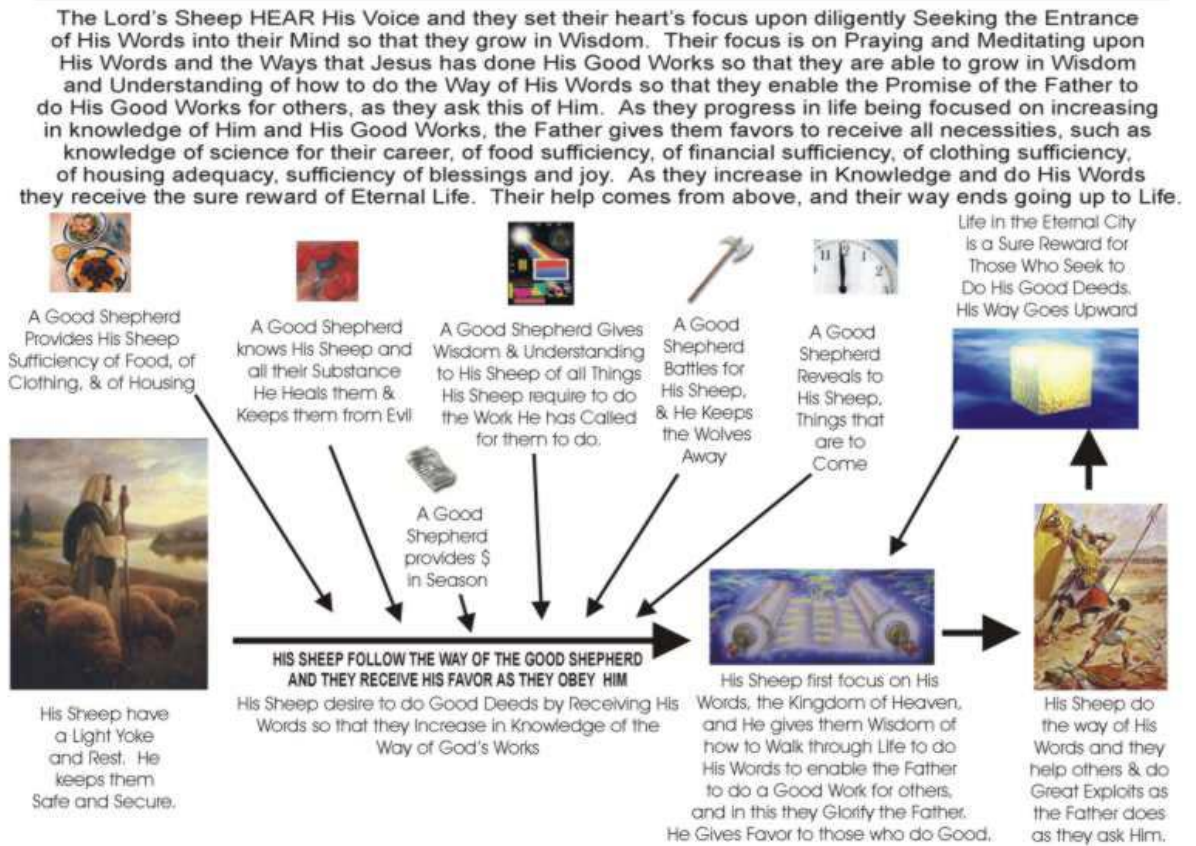 The Lord's Sheep HEAR His Voice and they set their heart's focus upon diligently Seeking the Entrance
of His Words into their Mind so that they grow in Wisdom. Their focus is on Praying and Meditating upon
His Words and the Ways that Jesus has done His Good Works so that they are able to grow in Wisdom
and Understanding of how to do the Way of His Words so that they enable the Promise of the Father to
do His Good Works for others, as they ask this of Him. As they progress in life being focused on increasing
in knowledge of Him and His Good Works, the Father gives them favors to receive all necessities, such as
knowledge of science for their career, of food sufficiency, of financial sufficiency, of clothing sufficiency,
of housing adequacy, sufficiency of blessings and joy. As they increase in Knowledge and do His Words
they receive the sure reward of Eternal Life. Their help comes from above, and their way ends going up to Life.
A Good Shepherd
Provides His Sheep
Sufficiency of Food, of
Clothing, & of Housing
A Good Shepherd
knows His Sheep and
all their Substance
He Heals them &
Keeps them from Evil
A Good
Shepherd
provides $
in Season
A Good Shepherd Gives
Wisdom & Understanding
to His Sheep of all Things
His Sheep require to do
the Work He has Called
for them to do.
A Good
Shepherd
Battles for
His Sheep,
& He Keeps
the Wolves
Away
11 12 1
2
A Good
Shepherd
Reveals to
His Sheep,
Things that
are to
Come
Life in the Eternal City
is a Sure Reward for
Those Who Seek to
Do His Good Deeds.
His Way Goes Upward
His Sheep have
a Light Yoke
and Rest. He
keeps them
Safe and Secure.
HIS SHEEP FOLLOW THE WAY OF THE GOOD SHEPHERD
AND THEY RECEIVE HIS FAVOR AS THEY OBEY HIM
His Sheep desire to do Good Deeds by Receiving His
Words so that they Increase in Knowledge of the
Way of God's Works
His Sheep first focus on His
Words, the Kingdom of Heaven,
and He gives them Wisdom of
how to Walk through Life to do
His Words to enable the Father
to do a Good Work for others,
and in this they Glorify the Father.
He Gives Favor to those who do Good.
His Sheep do
the way of His
Words and they
help others & do
Great Exploits as
the Father does
as they ask Him.